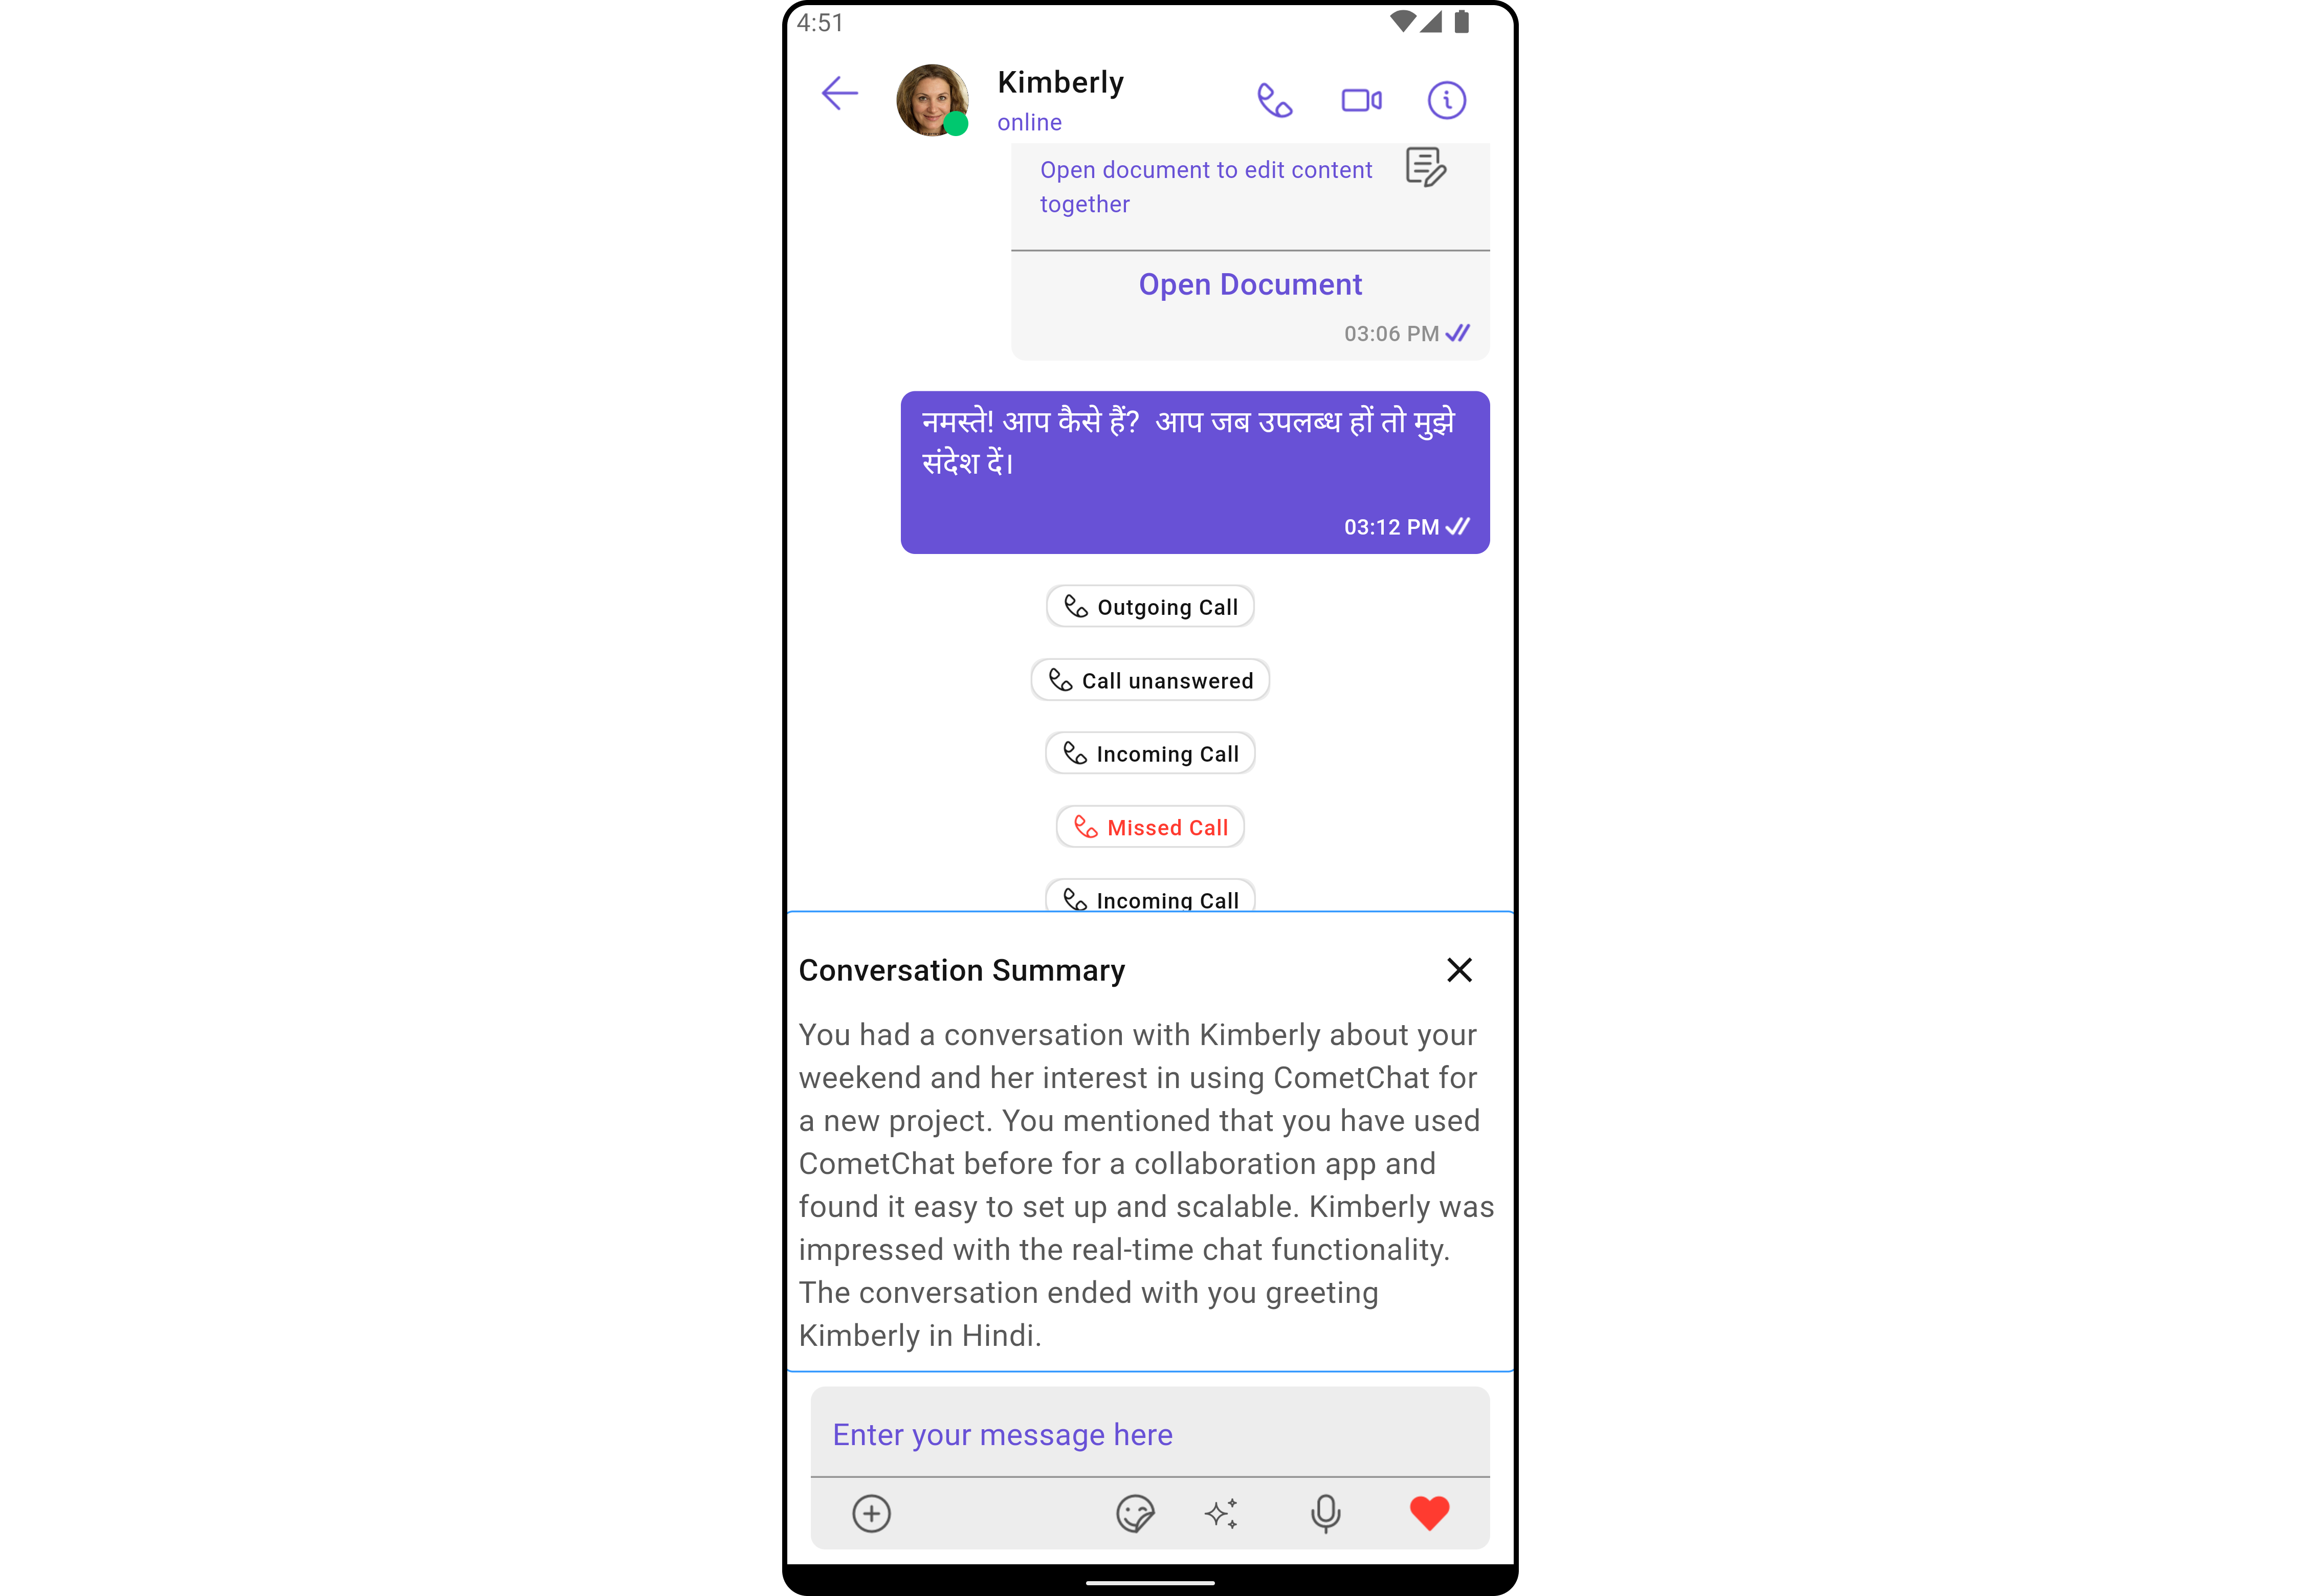 4:51
Kimberly
online
Open document to edit content
together
Open Document
03:06 PM
नमस्ते! आप कैसे हैं?  आप जब उपलब्ध हों तो मुझे
संदेश दें।
03:12 PM
Outgoing Call
Call unanswered
Incoming Call
Missed Call
Incoming Call
Conversation Summary
You had a conversation with Kimberly about your
weekend and her interest in using CometChat for
a new project. You mentioned that you have used
CometChat before for a collaboration app and
found it easy to set up and scalable. Kimberly was
impressed with the real-time chat functionality.
The conversation ended with you greeting
Kimberly in Hindi.
Enter your message here